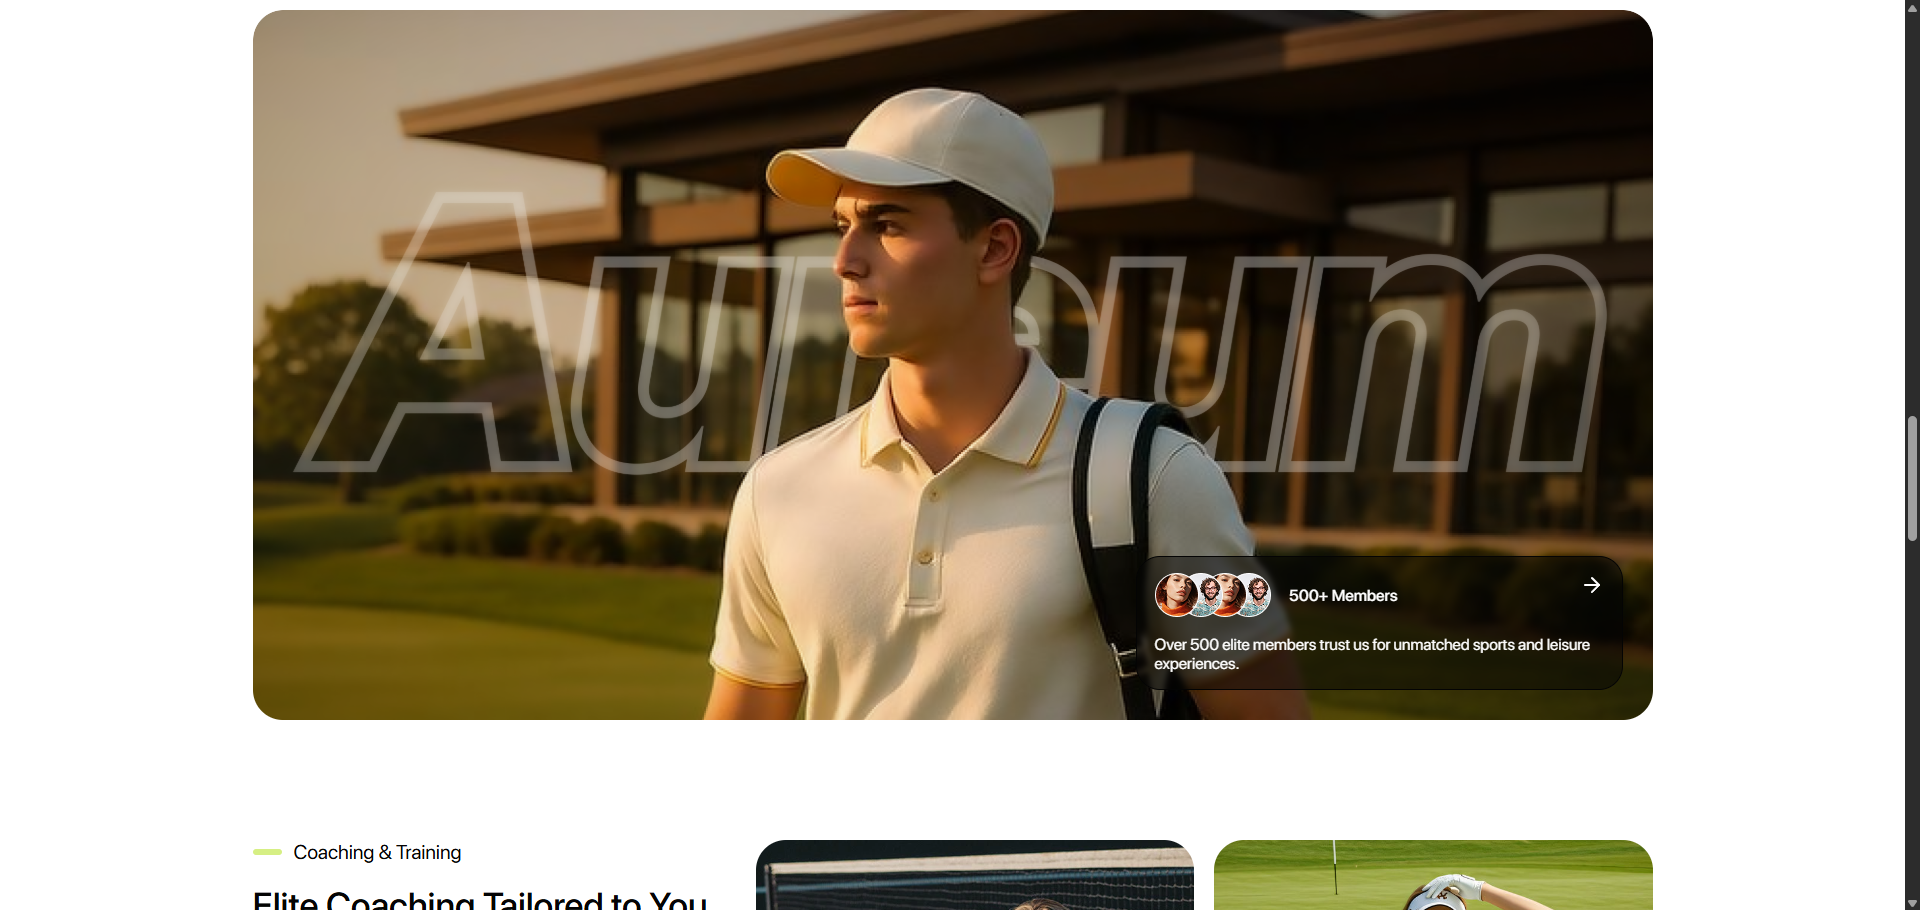 Aureum
500+ Members
Over 500 elite members trust us for unmatched sports and leisure
experiences.
Coaching & Training
Elite Coaching Tailored to You